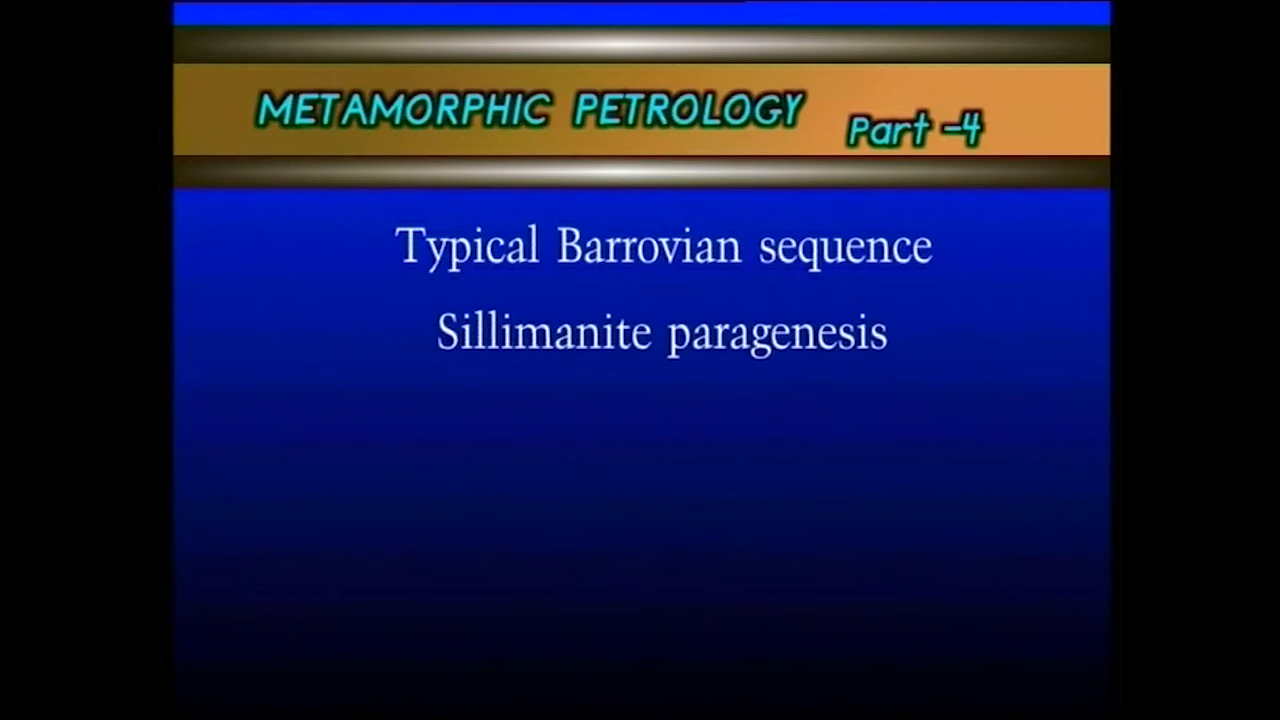 METAMORPHIC PETROLOGY Part -4
Typical Barrovian sequence
Sillimanite paragenesis